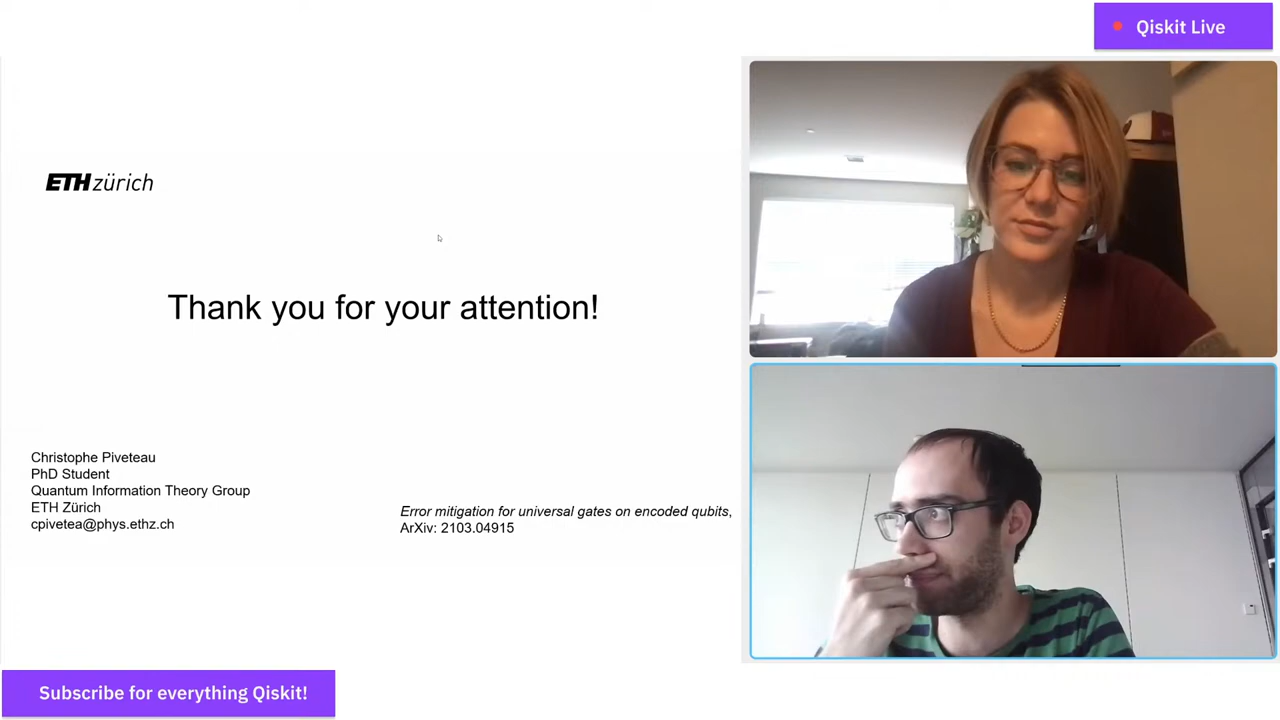 Qiskit Live
ETH zürich
Thank you for your attention!
Christophe Piveteau
PhD Student
Quantum Information Theory Group
ETH Zürich
cpivetea@phys.ethz.ch
Error mitigation for universal gates on encoded qubits,
ArXiv: 2103.04915
Subscribe for everything Qiskit!